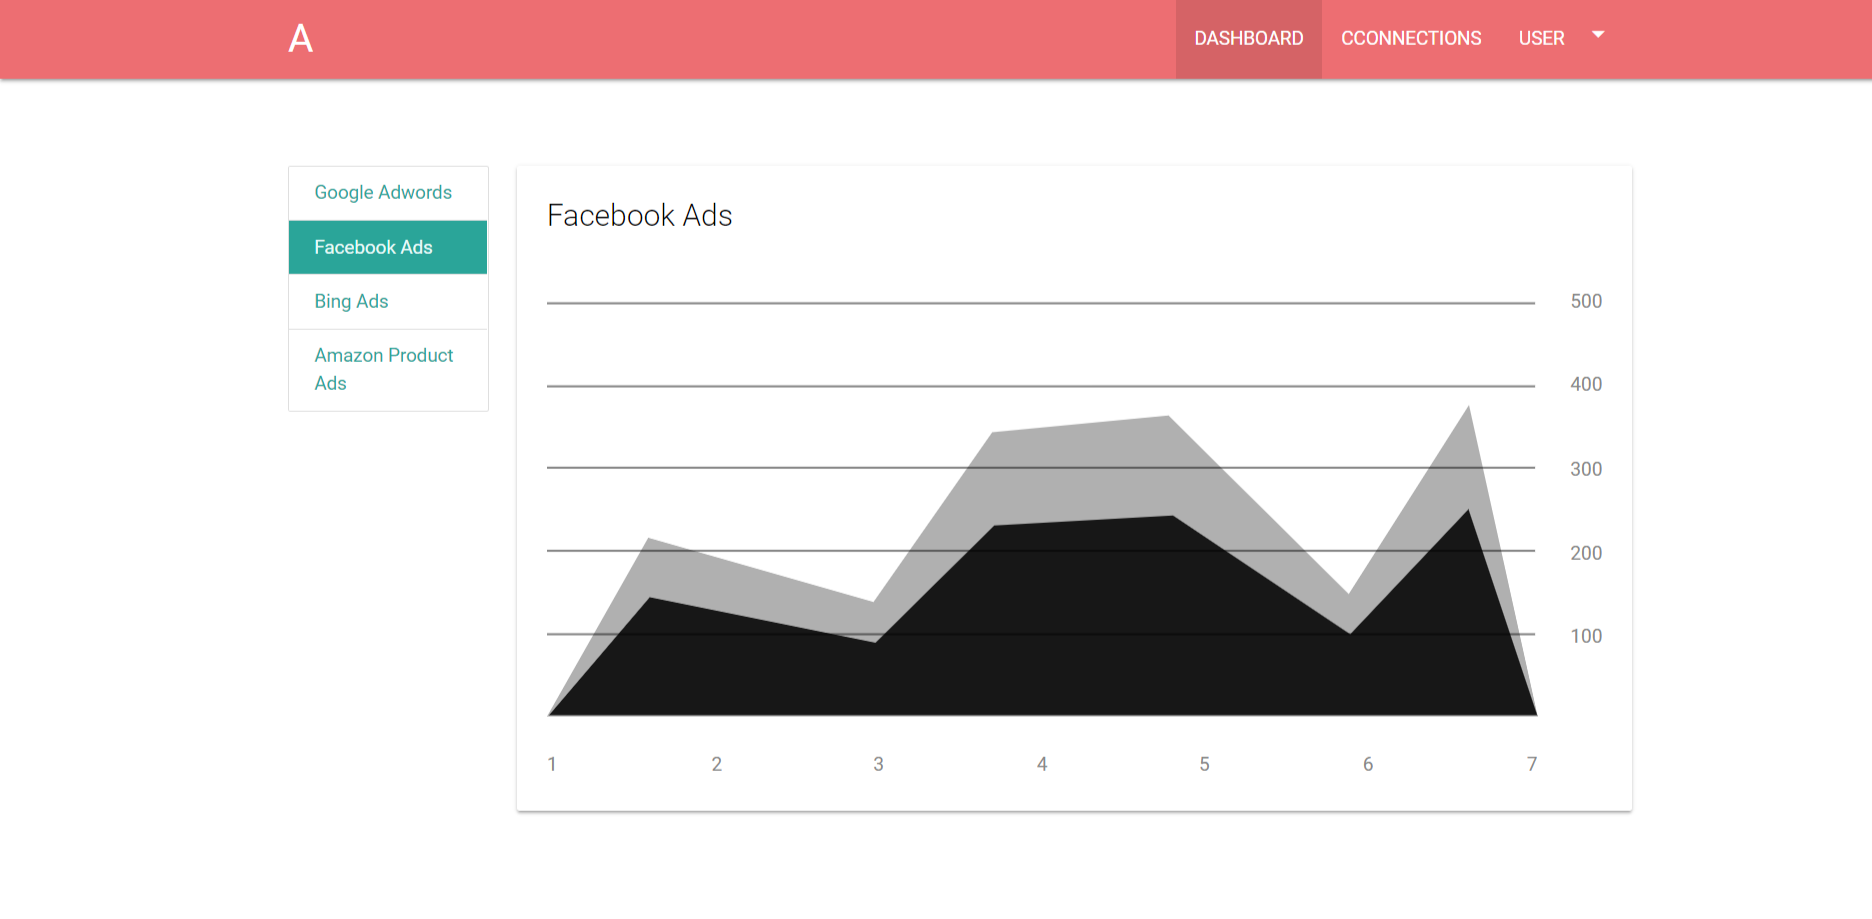 A
DASHBOARD
CCONNECTIONS
USER
Google Adwords
Facebook Ads
Bing Ads
Amazon Product
Ads
Facebook Ads
500
400
300
200
100
1 2 3 4 5 6 7